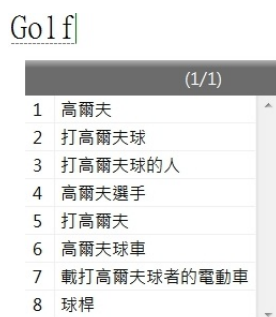 Golf
(1/1)
1 高爾夫
2 打高爾夫球
3 打高爾夫球的人
4 高爾夫選手
5 打高爾夫
6 高爾夫球車
7 載打高爾夫球者的電動車
8 球桿